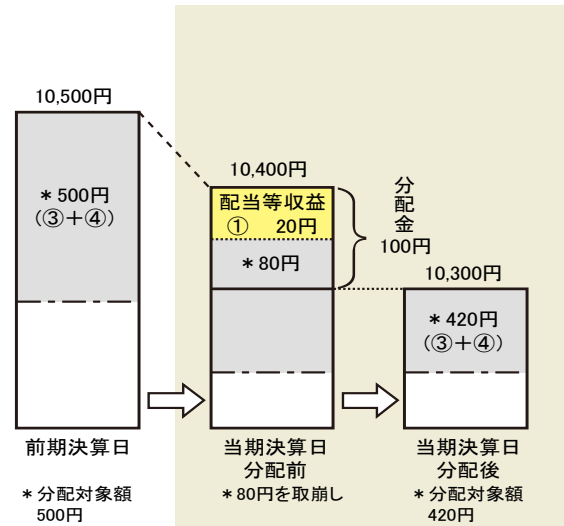 10,500円
＊500円
（③＋④）
前期決算日
＊分配対象額
500円
10,400円
配当等収益
① 20円
＊80円
分配金
100円
当期決算日
分配前
＊80円を取崩し
10,300円
＊420円
（③＋④）
当期決算日
分配後
＊分配対象額
420円